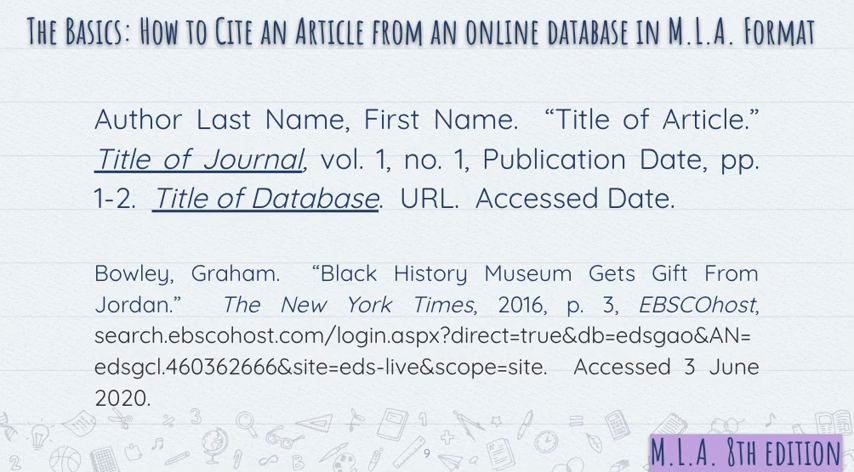 The Basics: How to Cite an Article from an online database in M.L.A. Format
Author Last Name, First Name. “Title of Article.”
Title of Journal, vol. 1, no. 1, Publication Date, pp.
1-2. Title of Database. URL. Accessed Date.
Bowley, Graham. “Black History Museum Gets Gift From
Jordan.” The New York Times, 2016, p. 3, EBSCOhost,
search.ebscohost.com/login.aspx?direct=true&db=edsgao&AN=
edsgcl.460362666&site=eds-live&scope=site. Accessed 3 June
2020.
9
M.L.A. 8th edition